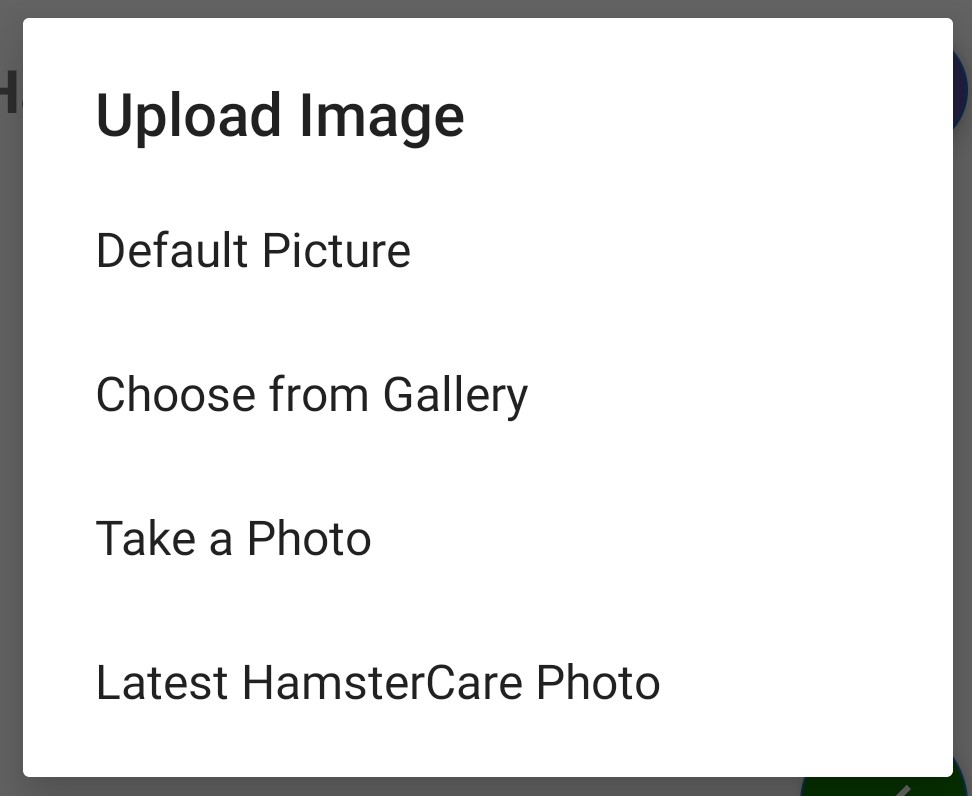 Upload Image
Default Picture
Choose from Gallery
Take a Photo
Latest HamsterCare Photo